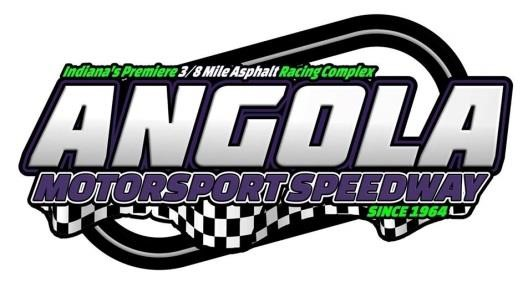 Indiana's Premiere 3/8 Mile Asphalt Racing Complex
ANGOLA
MOTORSPORT SPEEDWAY
SINCE 1964